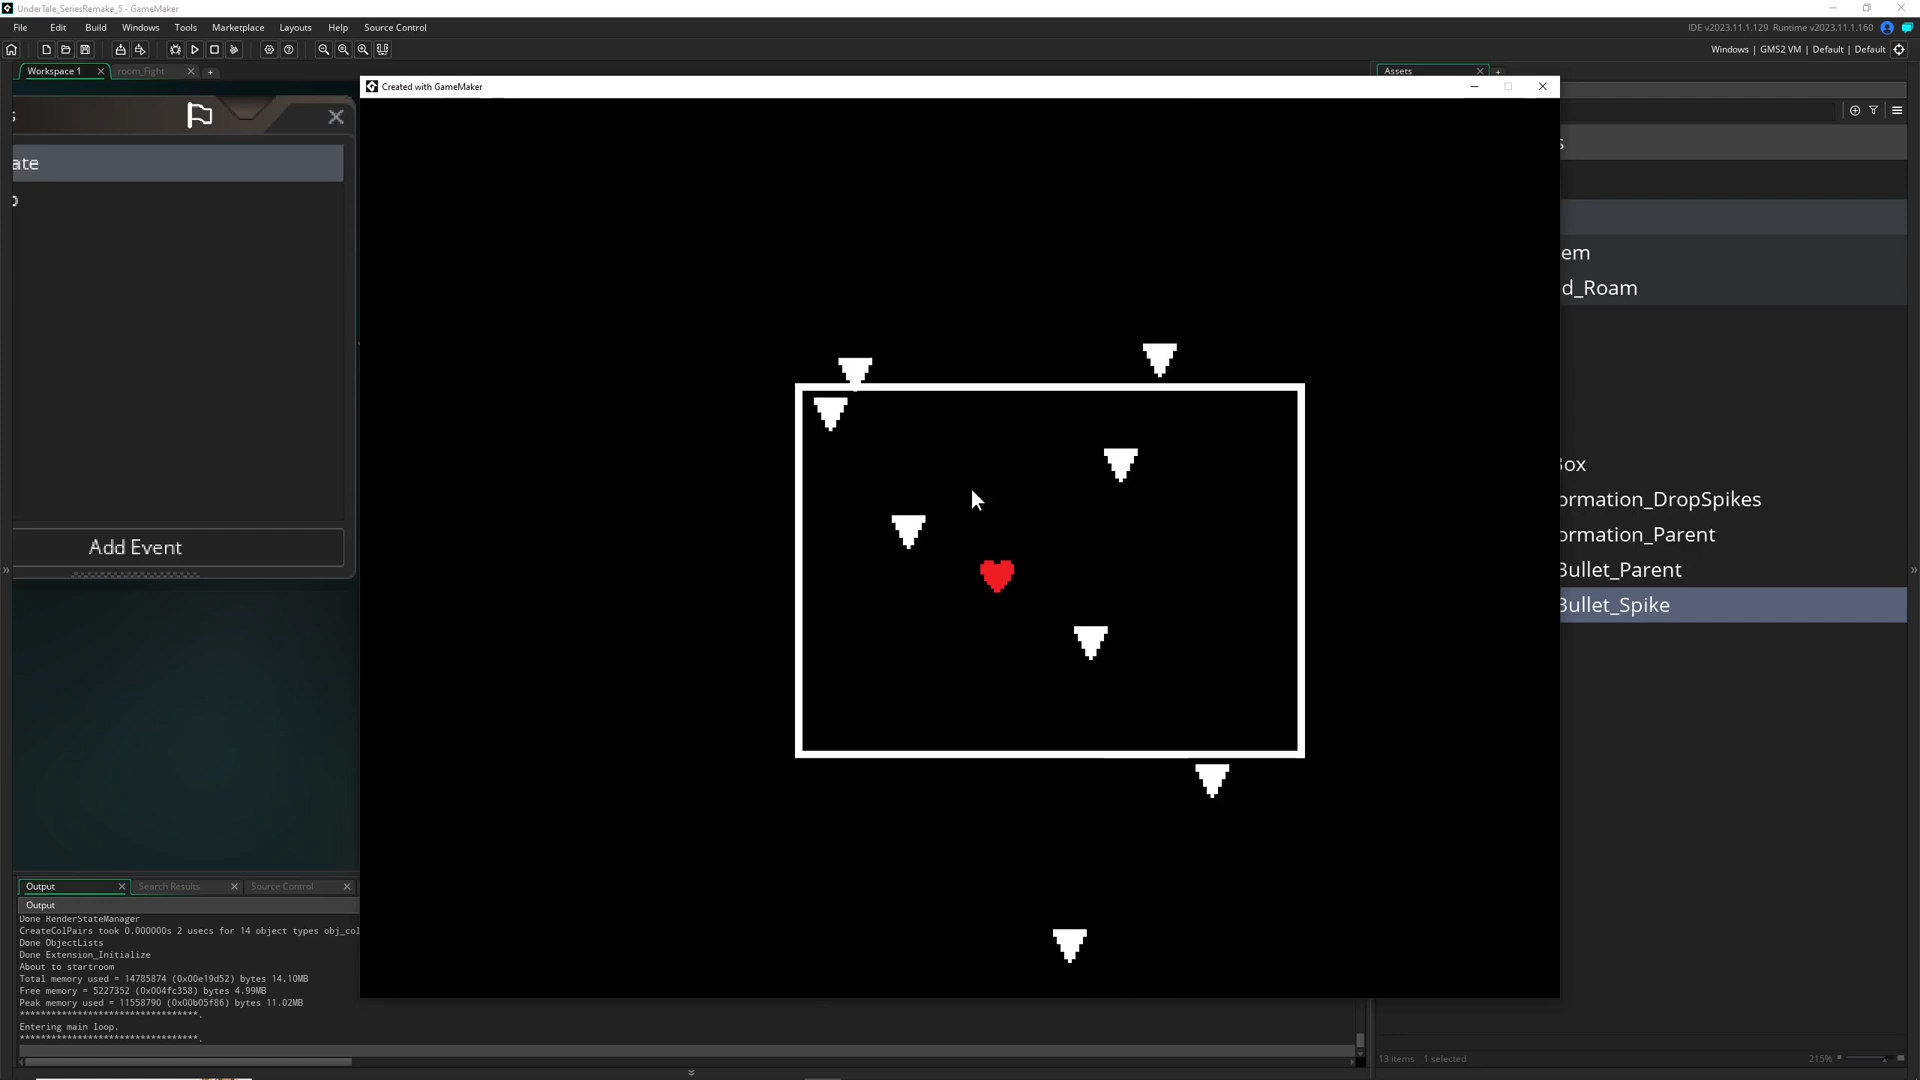 UnderTale_SeriesRemake_5 - GameMaker
File Edit Build Windows Tools Marketplace Layouts Help Source Control
IDE v2023.11.1.129 Runtime v2023.11.1.160
Windows | GMS2 VM | Default | Default
Workspace 1
room_Fight
Assets
Created with GameMaker
s
ate
Add Event
s
em
d_Roam
Box
ormation_DropSpikes
ormation_Parent
Bullet_Parent
Bullet_Spike
Output
Search Results
Source Control
Output
Done RenderStateManager
CreateColPairs took 0.000000s 2 usecs for 14 object types obj_col
Done ObjectLists
Done Extension_Initialize
About to startroom
Total memory used = 14785874 (0x00e19d52) bytes 14.10MB
Free memory = 5227352 (0x004fc358) bytes 4.99MB
Peak memory used = 11558790 (0x00b05f86) bytes 11.02MB
**********************************.
Entering main loop.
**********************************.
13 items 1 selected
215%